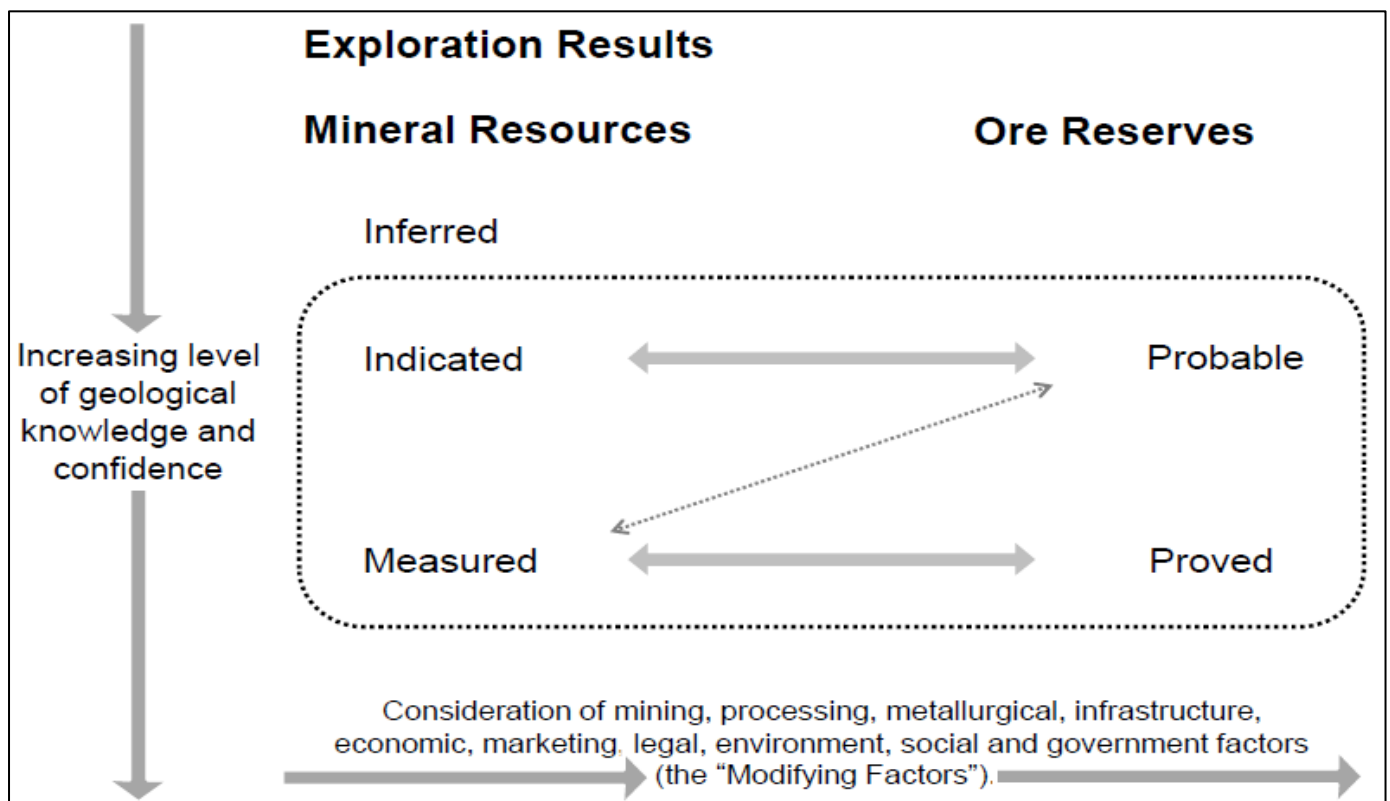 Exploration Results
Mineral Resources
Ore Reserves
Inferred
Increasing level
of geological
knowledge and
confidence
Indicated
Probable
Measured
Proved
Consideration of mining, processing, metallurgical, infrastructure,
economic, marketing, legal, environment, social and government factors
(the “Modifying Factors”).